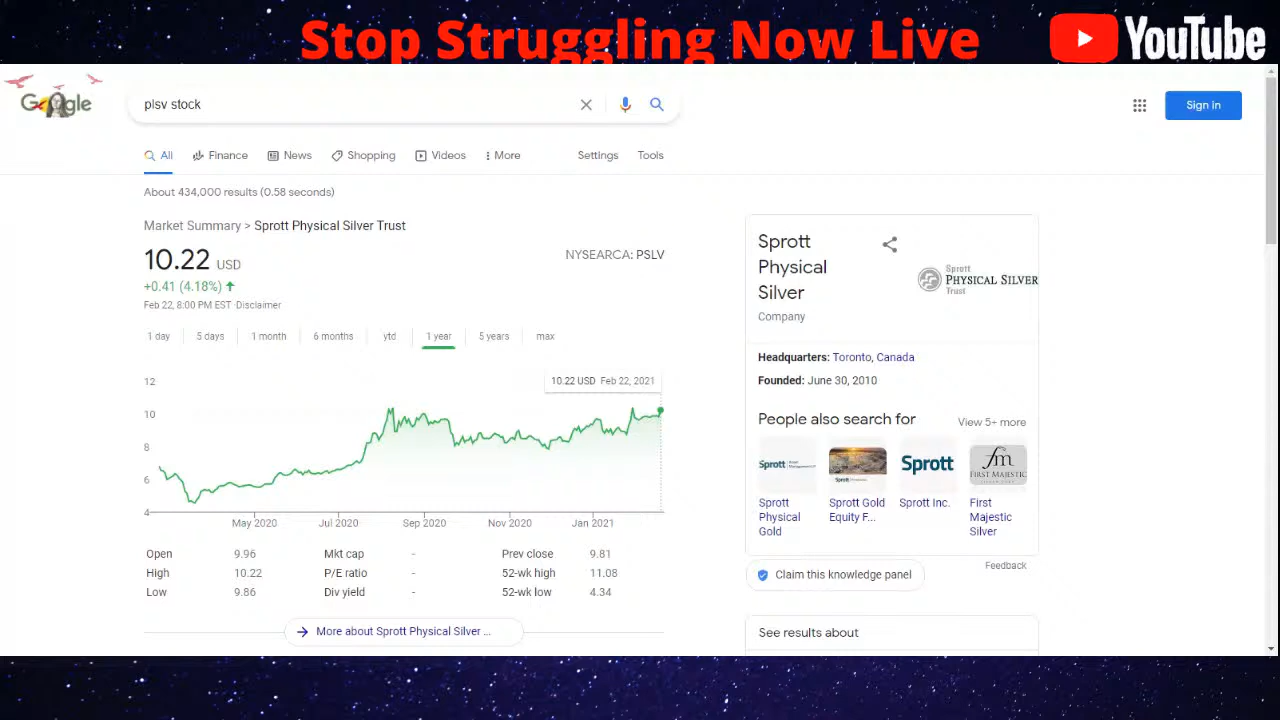 Stop Struggling Now Live
YouTube
Google
plsv stock
Sign in
All
Finance
News
Shopping
Videos
More
Settings
Tools
About 434,000 results (0.58 seconds)
Market Summary > Sprott Physical Silver Trust
10.22 USD
NYSEARCA: PSLV
+0.41 (4.18%)
Feb 22, 8:00 PM EST ·Disclaimer
1 day
5 days
1 month
6 months
ytd
1 year
5 years
max
10.22 USD Feb 22, 2021
12
10
8
6
4
May 2020
Jul 2020
Sep 2020
Nov 2020
Jan 2021
Open 9.96 Mkt cap - Prev close 9.81
High 10.22 P/E ratio - 52-wk high 11.08
Low 9.86 Div yield - 52-wk low 4.34
More about Sprott Physical Silver ...
Sprott
Physical
Silver
Company
Sprott
PHYSICAL SILVER
Trust
Headquarters: Toronto, Canada
Founded: June 30, 2010
People also search for
View 5+ more
Sprott
Sprott
Sprott
fm
FIRST MAJESTIC
Sprott
Physical
Gold
Sprott Gold
Equity F...
Sprott Inc.
First
Majestic
Silver
Feedback
Claim this knowledge panel
See results about